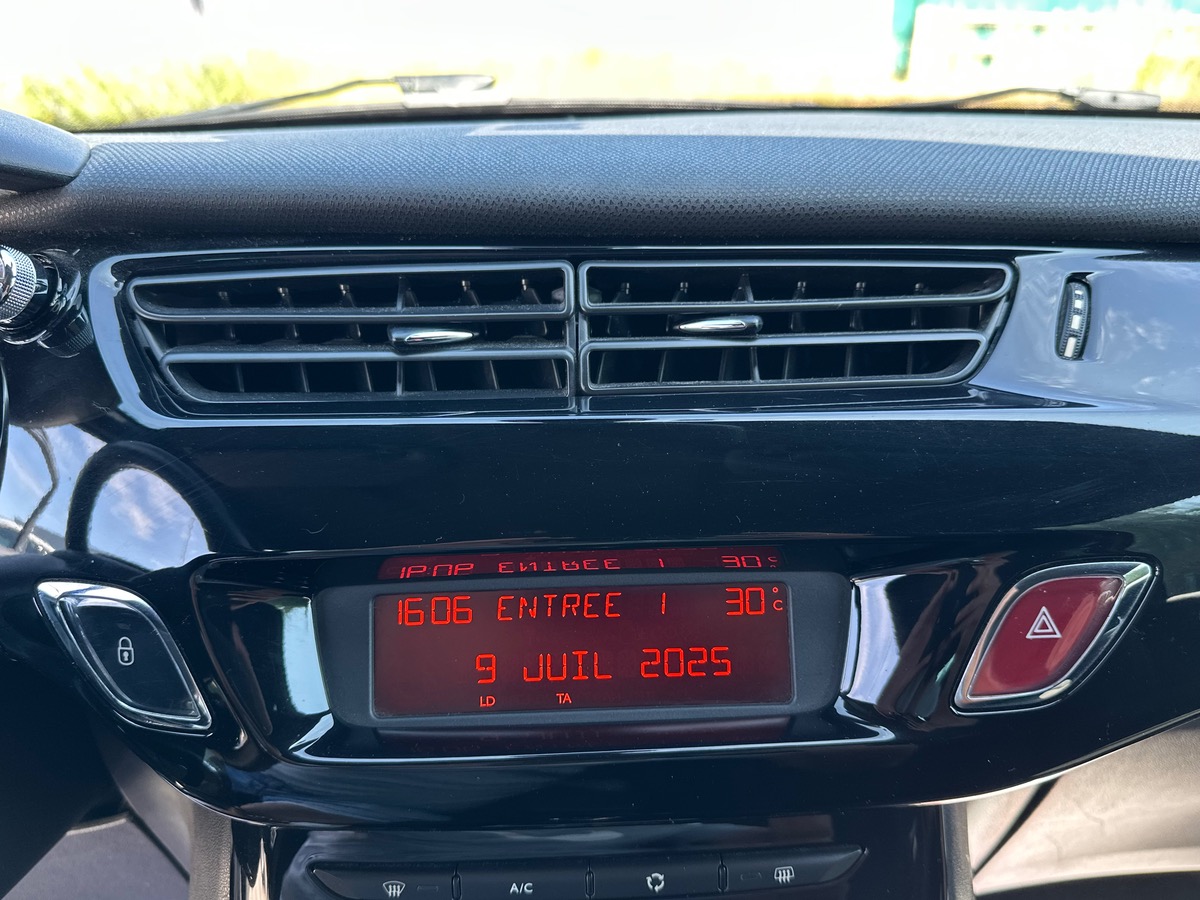 1606 ENTREE 1 30°C
9 JUIL 2025
LD TA
A/C